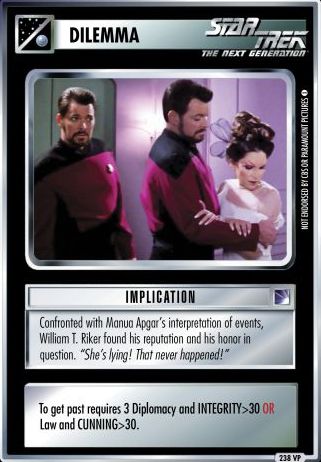 DILEMMA
STAR TREK
THE NEXT GENERATION
NOT ENDORSED BY CBS OR PARAMOUNT PICTURES
IMPLICATION
Confronted with Manua Apgar's interpretation of events,
William T. Riker found his reputation and his honor in
question. "She's lying! That never happened!"
To get past requires 3 Diplomacy and INTEGRITY>30 OR
Law and CUNNING>30.
238 VP